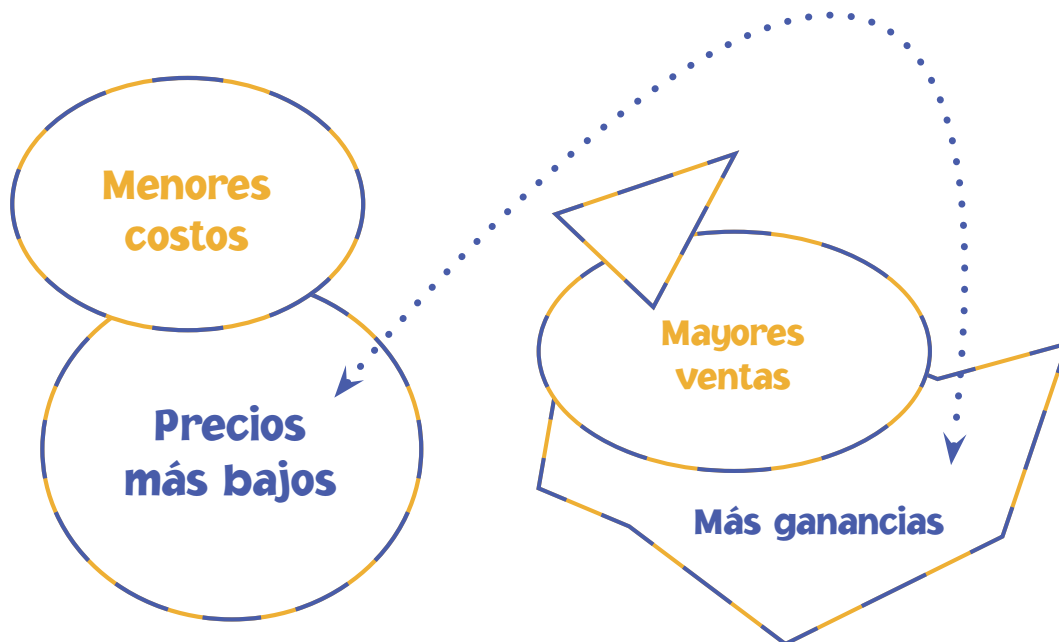 Menores
costos
Precios
más bajos
Mayores
ventas
Más ganancias